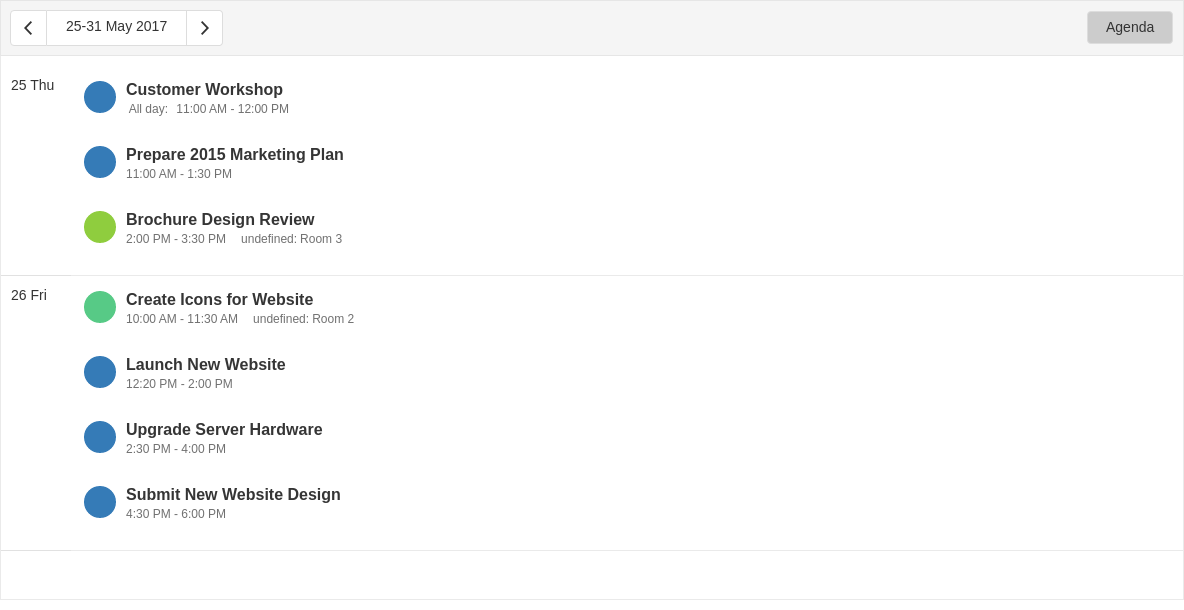 25-31 May 2017
Agenda
25 Thu
Customer Workshop
All day: 11:00 AM - 12:00 PM
Prepare 2015 Marketing Plan
11:00 AM - 1:30 PM
Brochure Design Review
2:00 PM - 3:30 PM undefined: Room 3
26 Fri
Create Icons for Website
10:00 AM - 11:30 AM undefined: Room 2
Launch New Website
12:20 PM - 2:00 PM
Upgrade Server Hardware
2:30 PM - 4:00 PM
Submit New Website Design
4:30 PM - 6:00 PM